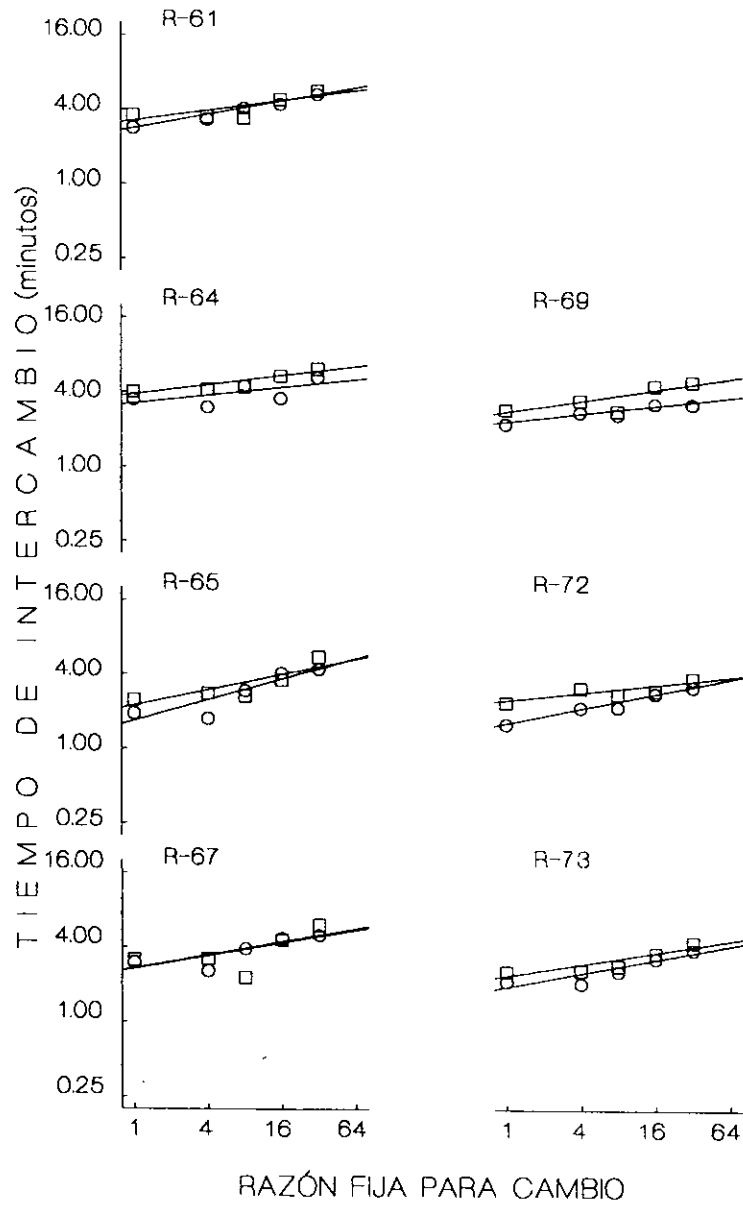 TIEMPO DE INTERCAMBIO (minutos)
R-61
16.00
4.00
1.00
0.25
R-64
16.00
4.00
1.00
0.25
R-69
R-65
16.00
4.00
1.00
0.25
R-72
R-67
16.00
4.00
1.00
0.25
R-73
1 4 16 64
1 4 16 64
RAZÓN FIJA PARA CAMBIO